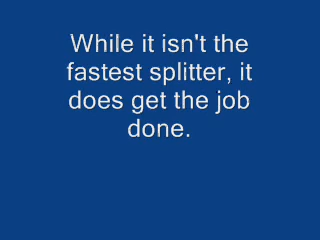 While it isn't the
fastest splitter, it
does get the job
done.